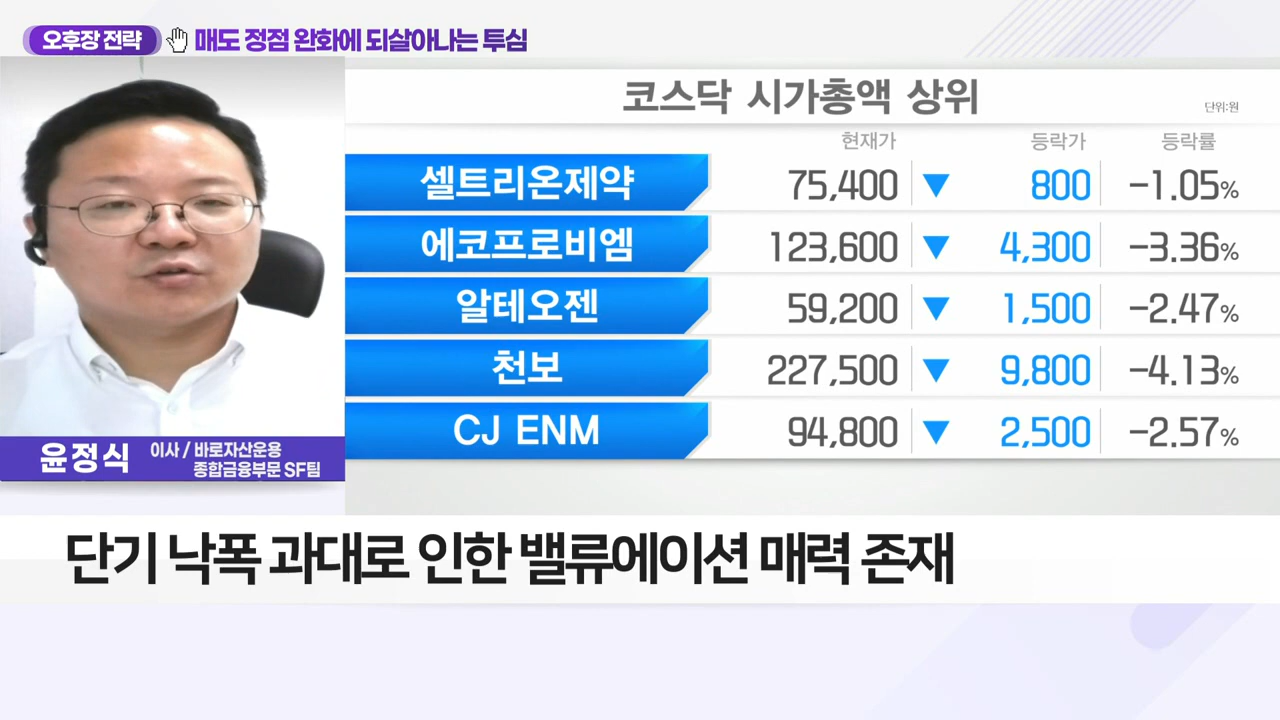 오후장 전략 매도 정점 완화에 되살아나는 투심
코스닥 시가총액 상위
단위:원
현재가 등락가 등락률
셀트리온제약 75,400 ▼ 800 -1.05%
에코프로비엠 123,600 ▼ 4,300 -3.36%
알테오젠 59,200 ▼ 1,500 -2.47%
천보 227,500 ▼ 9,800 -4.13%
CJ ENM 94,800 ▼ 2,500 -2.57%
윤정식 이사 / 바로자산운용
종합금융부문 SF팀
단기 낙폭 과대로 인한 밸류에이션 매력 존재